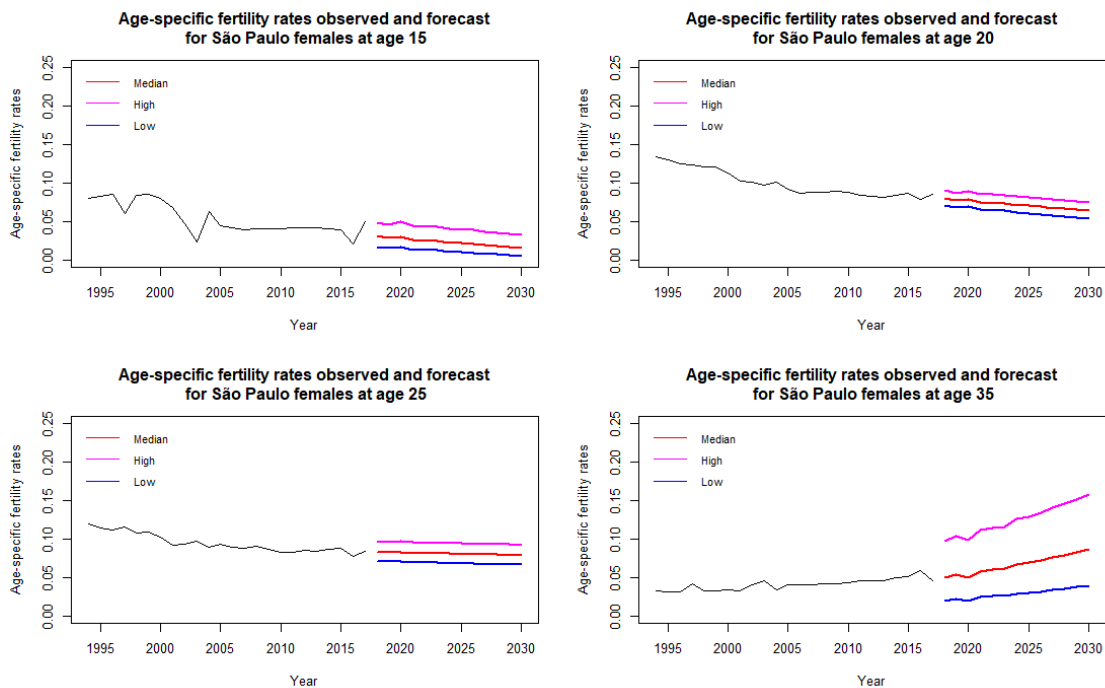 Age-specific fertility rates observed and forecast
for São Paulo females at age 15
Age-specific fertility rates
0.00 0.05 0.10 0.15 0.20 0.25
Median
High
Low
1995 2000 2005 2010 2015 2020 2025 2030
Year
Age-specific fertility rates observed and forecast
for São Paulo females at age 20
Age-specific fertility rates
0.00 0.05 0.10 0.15 0.20 0.25
Median
High
Low
1995 2000 2005 2010 2015 2020 2025 2030
Year
Age-specific fertility rates observed and forecast
for São Paulo females at age 25
Age-specific fertility rates
0.00 0.05 0.10 0.15 0.20 0.25
Median
High
Low
1995 2000 2005 2010 2015 2020 2025 2030
Year
Age-specific fertility rates observed and forecast
for São Paulo females at age 35
Age-specific fertility rates
0.00 0.05 0.10 0.15 0.20 0.25
Median
High
Low
1995 2000 2005 2010 2015 2020 2025 2030
Year